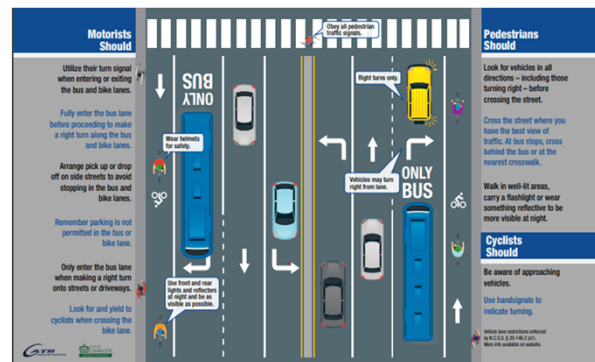 Motorists
Should
Utilize their turn signal
when entering or exiting
the bus and bike lanes.
Fully enter the bus lane
before proceeding to make
a right turn along the bus
and bike lanes.
Arrange pick up or drop
off on side streets to avoid
stopping in the bus and
bike lanes.
Remember parking is not
permitted in the bus or
bike lane.
Only enter the bus lane
when making a right turn
onto streets or driveways.
Look for and yield to
cyclists when crossing the
bike lane.
CATS
CITY OF
CHARLOTTE
ONLY
BUS
Wear helmets
for safety.
Use front and rear
lights and reflectors
at night and be as
visible as possible.
Obey all pedestrian
traffic signals.
Right turns only.
Vehicles may turn
right from lane.
ONLY
BUS
Pedestrians
Should
Look for vehicles in all
directions – including those
turning right – before
crossing the street.
Cross the street where you
have the best view of
traffic. At bus stops, cross
behind the bus or at the
nearest crosswalk.
Walk in well-lit areas,
carry a flashlight or wear
something reflective to be
more visible at night.
Cyclists
Should
Be aware of approaching
vehicles.
Use handsignals to
indicate turning.
Vehicle lane restrictions enforced
More info available on website.